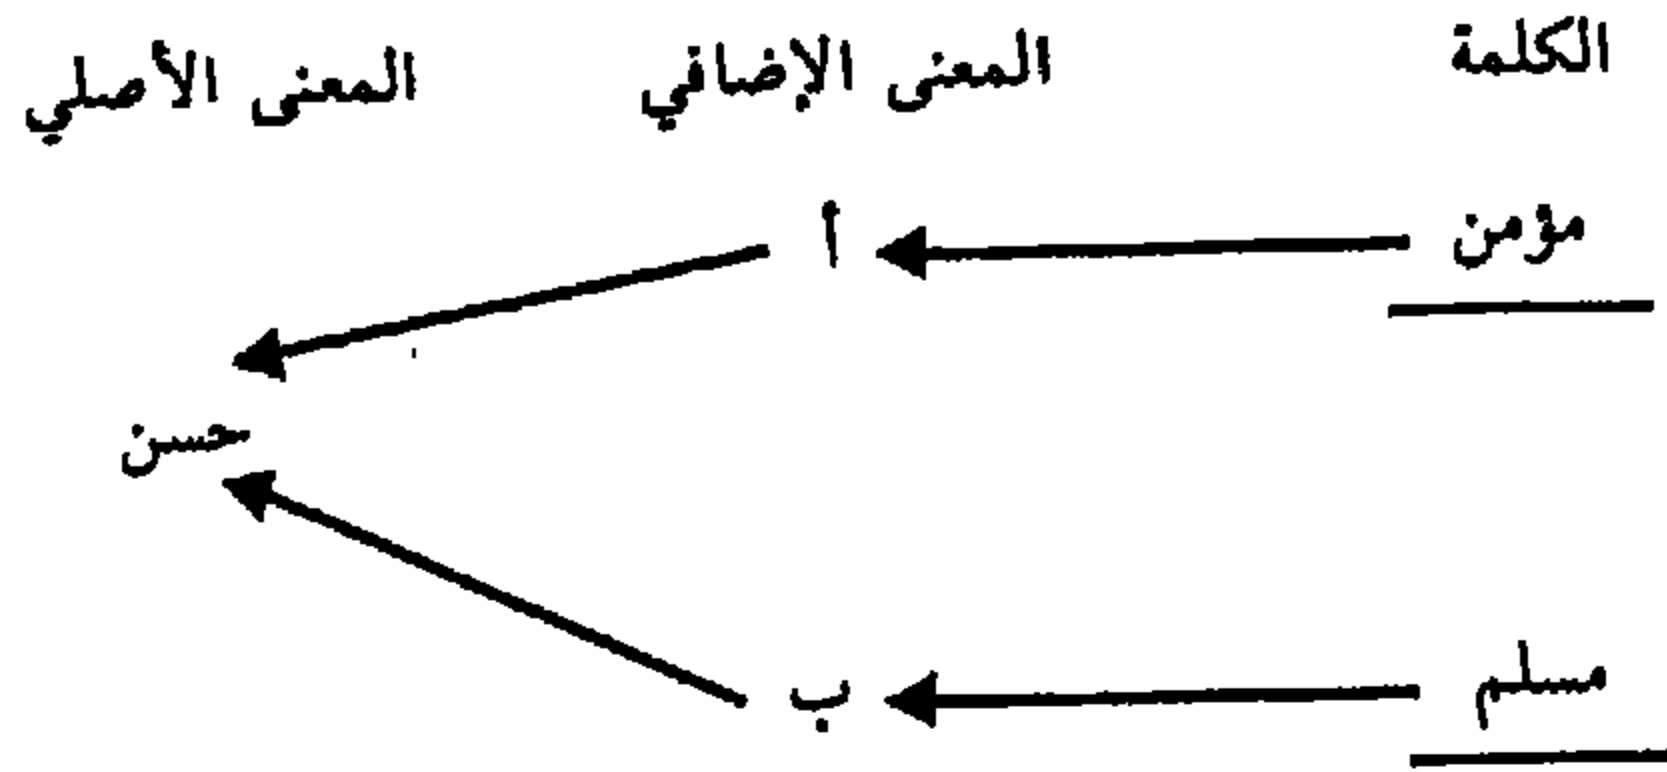 الكلمة المعنى الإضافي المعنى الأصلي
مؤمن أ
حسن
مسلم ب